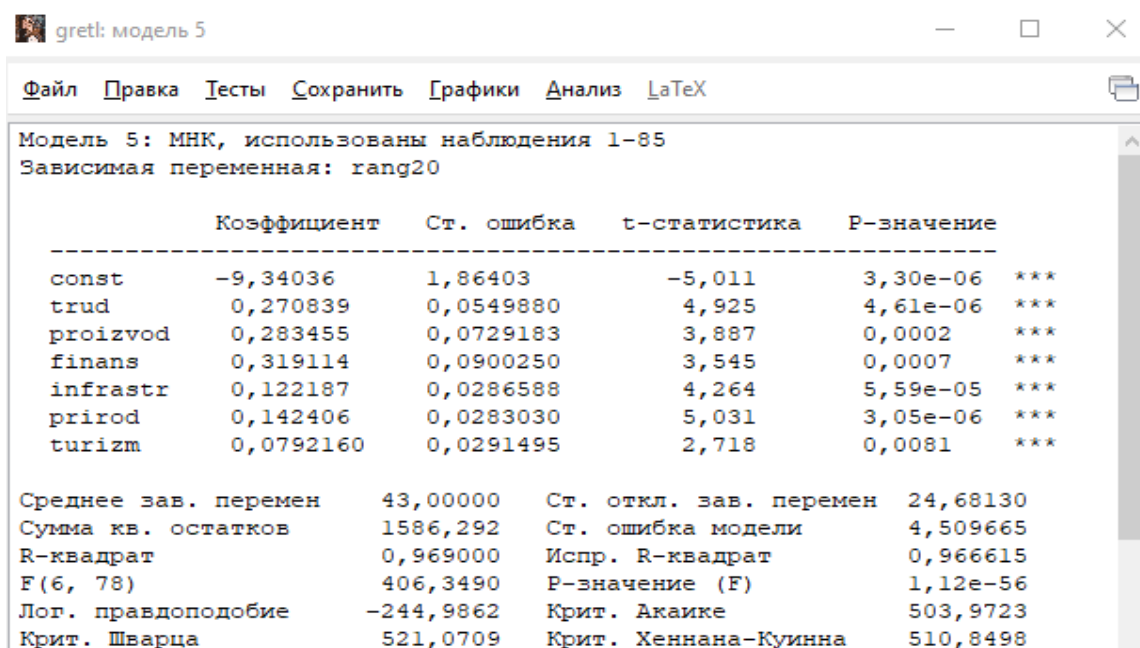 gretl: модель 5
Файл Правка Тесты Сохранить Графики Анализ LaTeX
Модель 5: МНК, использованы наблюдения 1-85
Зависимая переменная: rang20
Коэффициент Ст. ошибка t-статистика P-значение
---------------------------------------------------------------
const -9,34036 1,86403 -5,011 3,30e-06 ***
trud 0,270839 0,0549880 4,925 4,61e-06 ***
proizvod 0,283455 0,0729183 3,887 0,0002 ***
finans 0,319114 0,0900250 3,545 0,0007 ***
infrastr 0,122187 0,0286588 4,264 5,59e-05 ***
prirod 0,142406 0,0283030 5,031 3,05e-06 ***
turizm 0,0792160 0,0291495 2,718 0,0081 ***
Среднее зав. перемен 43,00000 Ст. откл. зав. перемен 24,68130
Сумма кв. остатков 1586,292 Ст. ошибка модели 4,509665
R-квадрат 0,969000 Испр. R-квадрат 0,966615
F(6, 78) 406,3490 P-значение (F) 1,12e-56
Лог. правдоподобие -244,9862 Крит. Акаике 503,9723
Крит. Шварца 521,0709 Крит. Хеннана-Куинна 510,8498